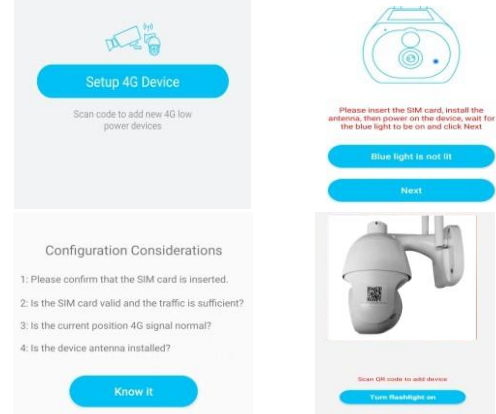 Setup 4G Device
Scan code to add new 4G low
power devices
Please insert the SIM card, install the
antenna, then power on the device, wait for
the blue light to be on and click Next
Blue light is not lit
Next
Configuration Considerations
1: Please confirm that the SIM card is inserted.
2: Is the SIM card valid and the traffic is sufficient?
3: Is the current position 4G signal normal?
4: Is the device antenna installed?
Know it
Scan QR code to add device
Turn flashlight on